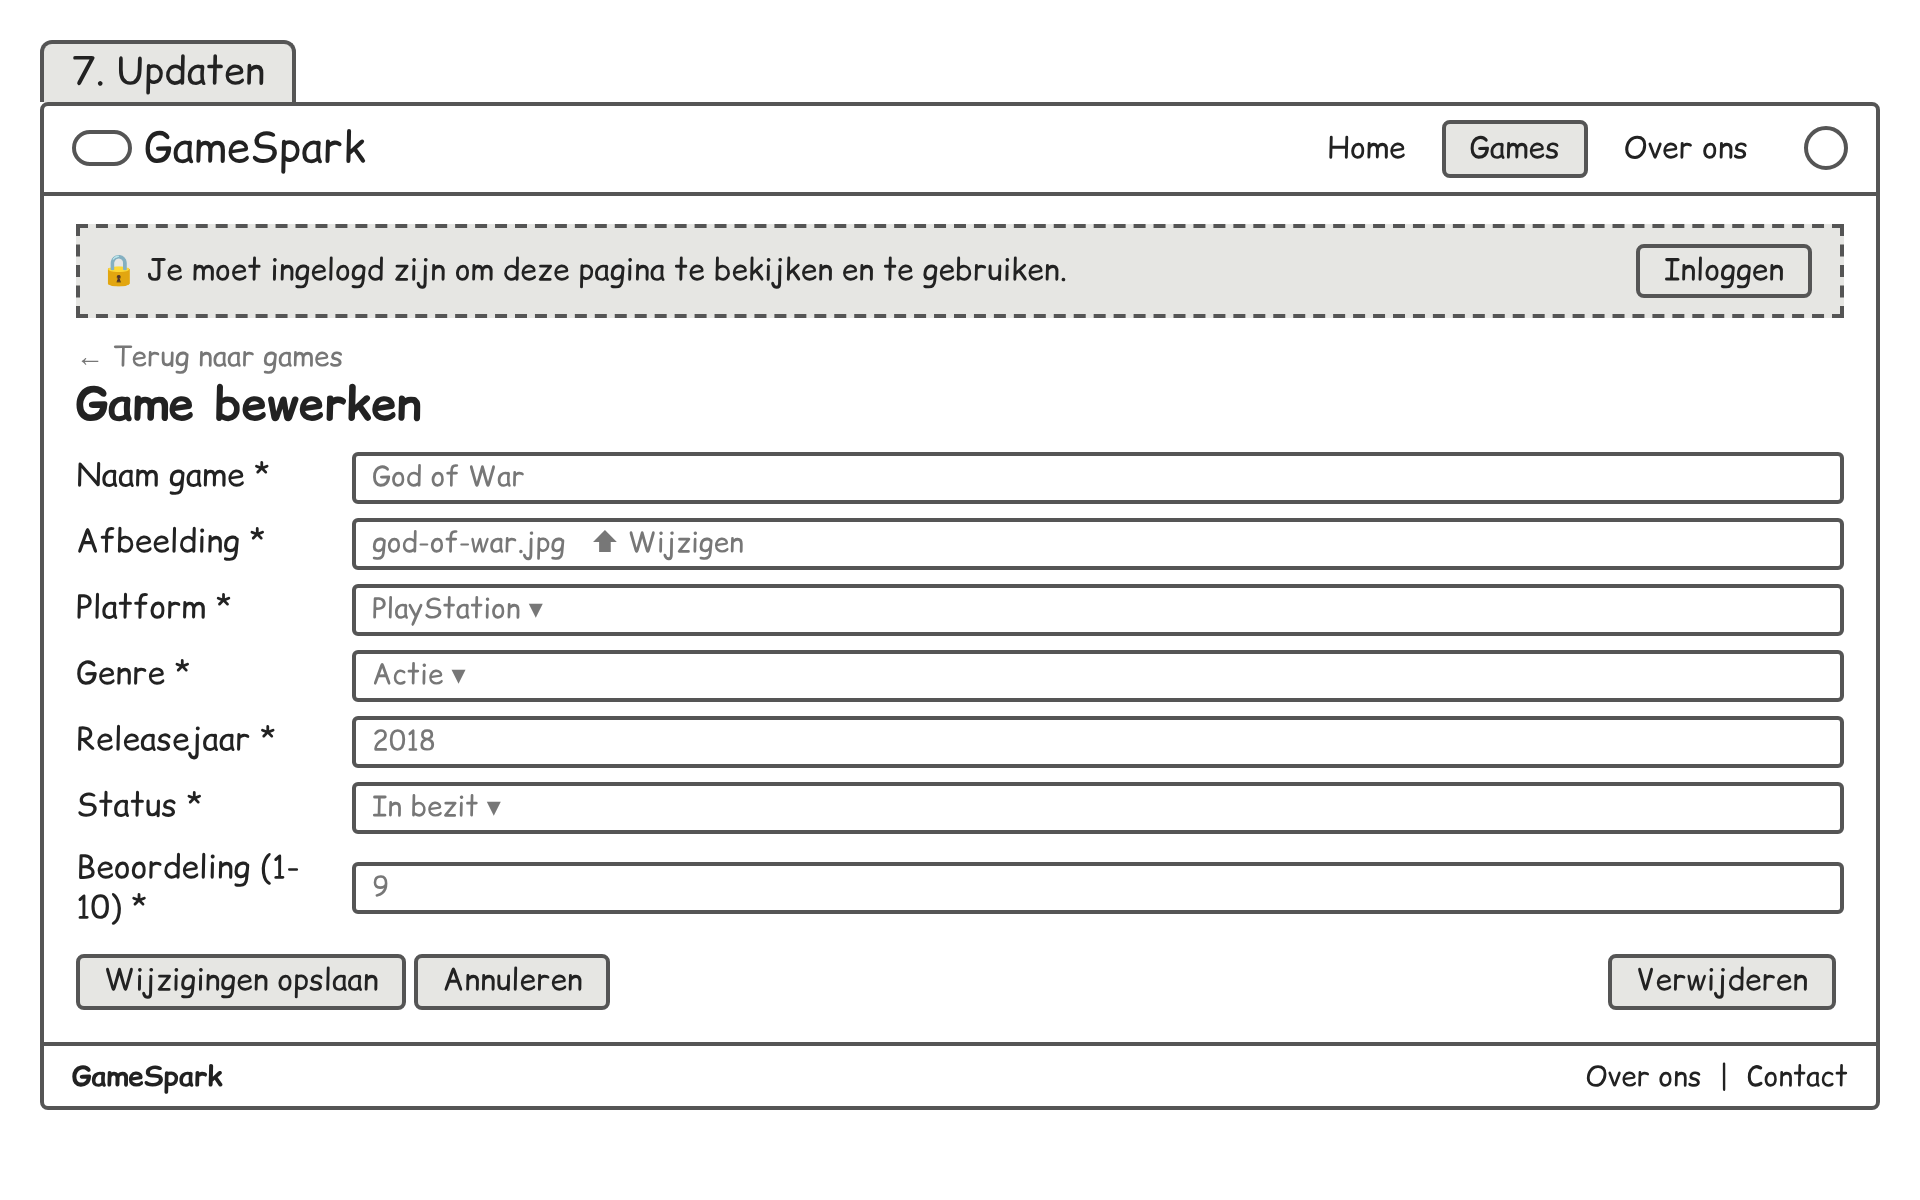 7. Updaten
GameSpark
Home Games Over ons
🔒 Je moet ingelogd zijn om deze pagina te bekijken en te gebruiken. Inloggen
← Terug naar games
Game bewerken
Naam game * God of War
Afbeelding * god-of-war.jpg ⬆ Wijzigen
Platform * PlayStation ▾
Genre * Actie ▾
Releasejaar * 2018
Status * In bezit ▾
Beoordeling (1-
10) * 9
Wijzigingen opslaan Annuleren Verwijderen
GameSpark Over ons | Contact